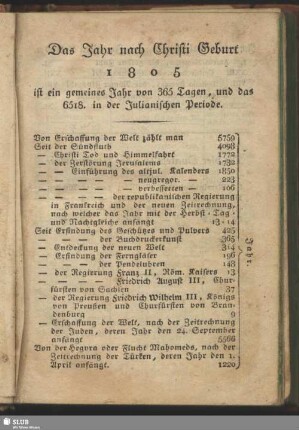 Das Jahr nach Christi Geburt
1805
ist ein gemeines Jahr von 365 Tagen, und das
6518. in der Julianischen Periode.
Von Erschaffung der Welt zählt man 5759
Seit der Sündfluth 4098
— Christi Tod und Himmelfahrt 1772
— der Zerstörung Jerusalems 1732
— — Einführung des altjul. Kalenders 1850
— — — — neugregor. — 223
— — — — verbesserten — 106
— — — der republikanischen Regierung
in Frankreich und der neuen Zeitrechnung,
nach welcher das Jahr mit der Herbst-Tag-
und Nachtgleiche anfängt 13.14
Seit Erfindung des Geschützes und Pulvers 425
— — — der Buchdruckerkunst 365
— Entdeckung der neuen Welt 314
— Erfindung der Ferngläser 196
— — der Pendeluhren 148
— der Regierung Franz II, Röm. Kaisers 13
— — — Friedrich August III, Chur-
fürsten von Sachsen 37
— der Regierung Friedrich Wilhelm III, Königs
von Preußen und Churfürsten von Bran-
denburg 9
— Erschaffung der Welt, nach der Zeitrechnung
der Juden, deren Jahr den 24. September
anfängt 5566
Von der Hegyra oder Flucht Mahomeds, nach der
Zeitrechnung der Türken, deren Jahr den 1.
April anfängt. 1220
SLUB